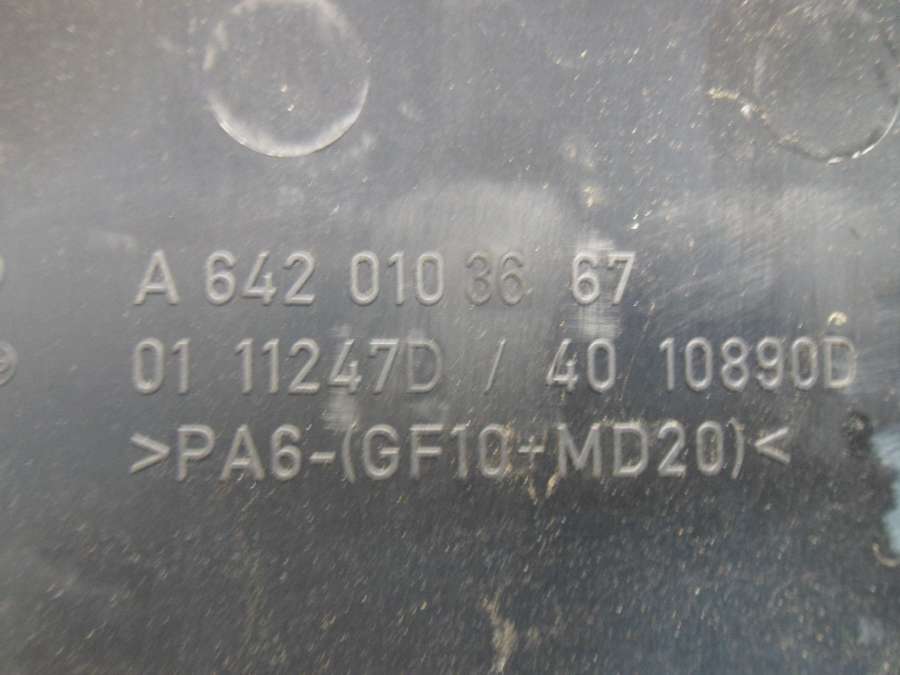 A 642 010 36 67
01 11247D / 40 10890D
>PA6-(GF10+MD20)<